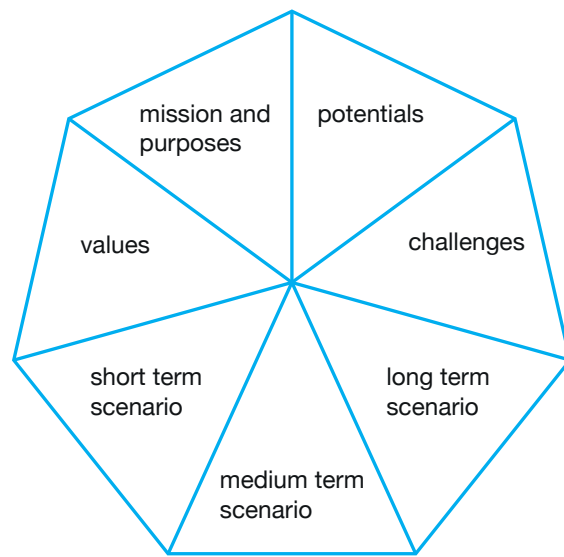 mission and
purposes
potentials
values
challenges
short term
scenario
long term
scenario
medium term
scenario